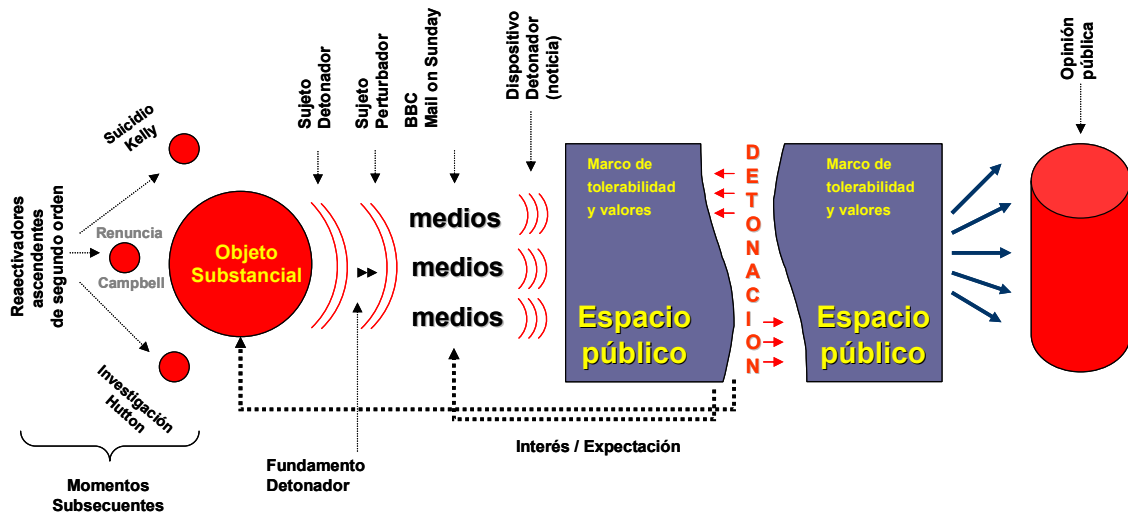 Reaectivadores
ascendentes
de segundo orden
Suicidio
Kelly
Renuncia
Campbell
Investigación
Hutton
Momentos
Subsecuentes
Objeto
Substancial
Sujeto
Detonador
Sujeto
Perturbador
BBC
Mail on Sunday
Dispositivo
Detonador
(noticia)
medios
medios
medios
Fundamento
Detonador
Marco de
tolerabilidad
y valores
Espacio
público
DETONACION
Marco de
tolerabilidad
y valores
Espacio
público
Interés / Expectación
Opinión
pública